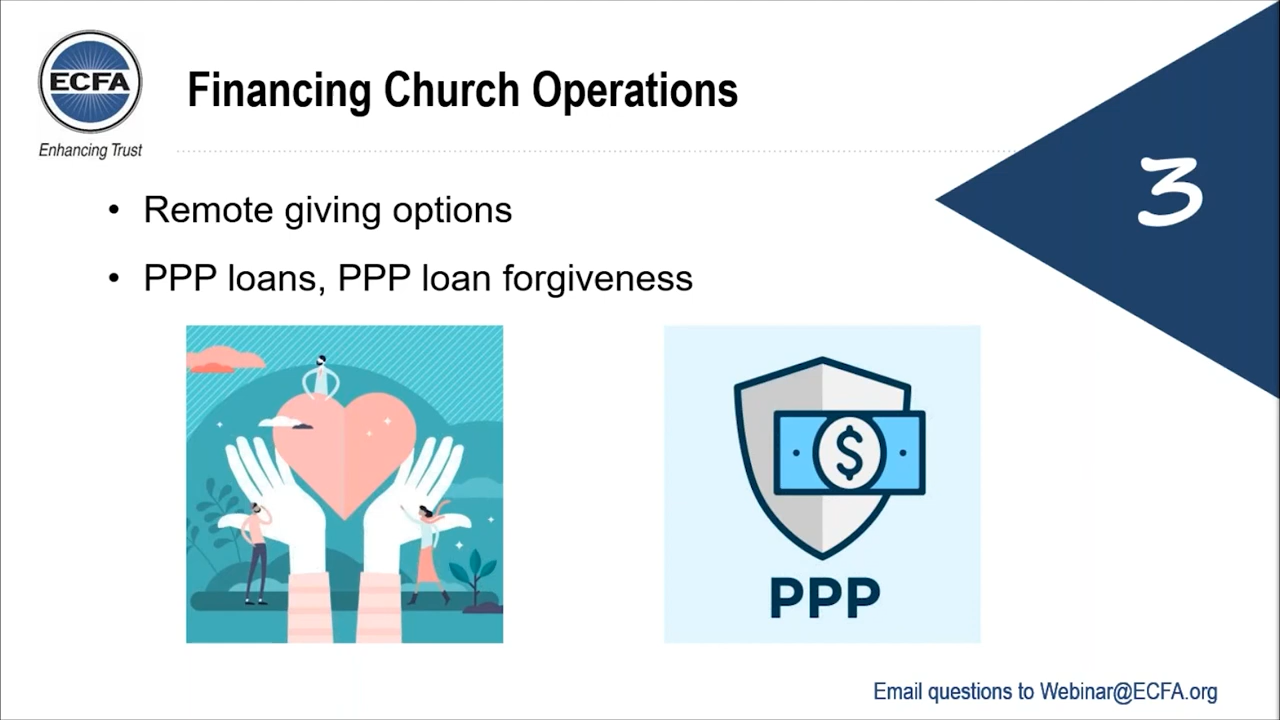 ECFA
Enhancing Trust
Financing Church Operations
3
• Remote giving options
• PPP loans, PPP loan forgiveness
$
PPP
Email questions to Webinar@ECFA.org